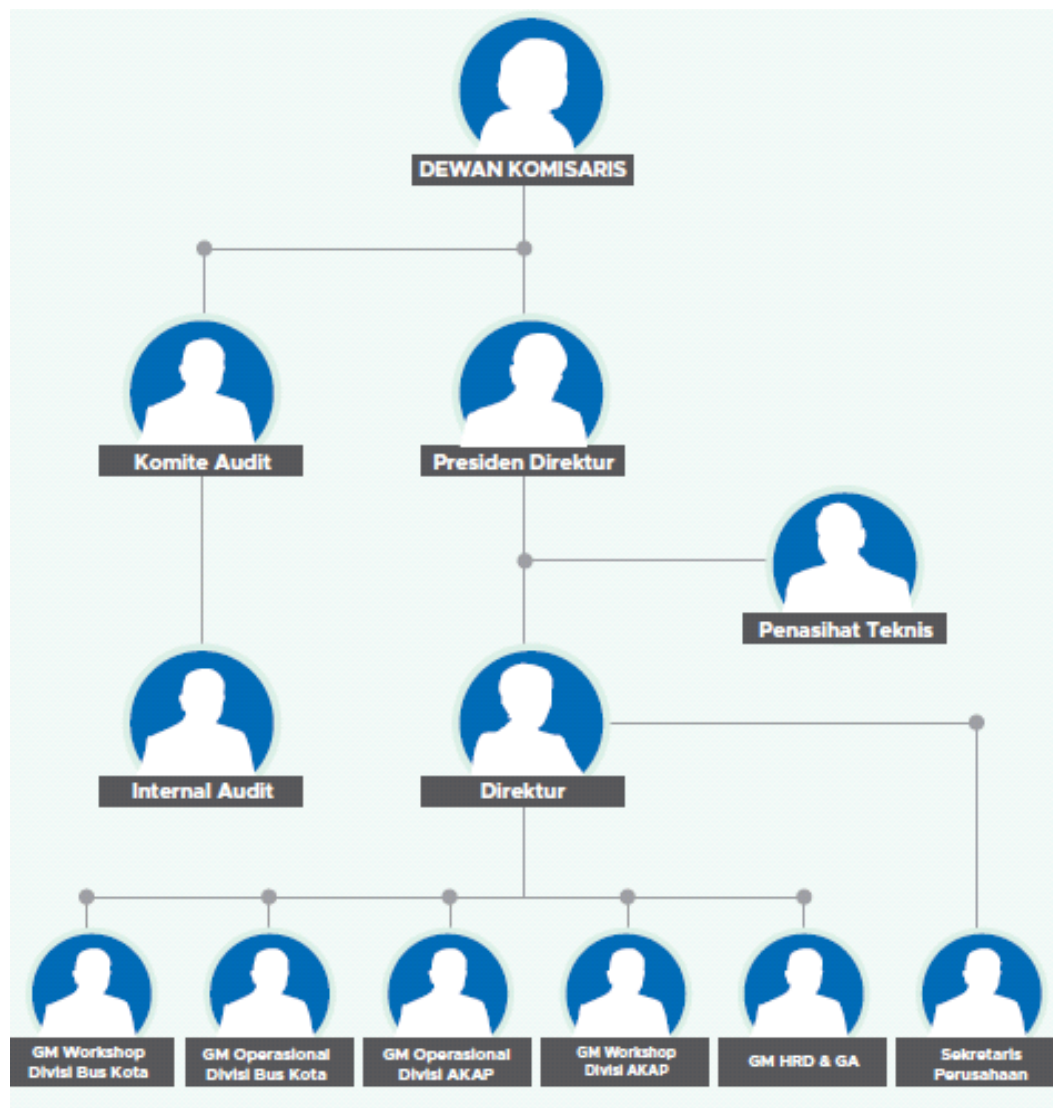 DEWAN KOMISARIS
Komite Audit
Presiden Direktur
Penasihat Teknis
Internal Audit
Direktur
GM Workshop
Divisi Bus Kota
GM Operasional
Divisi Bus Kota
GM Operasional
Divisi AKAP
GM Workshop
Divisi AKAP
GM HRD & GA
Sekretaris
Perusahaan